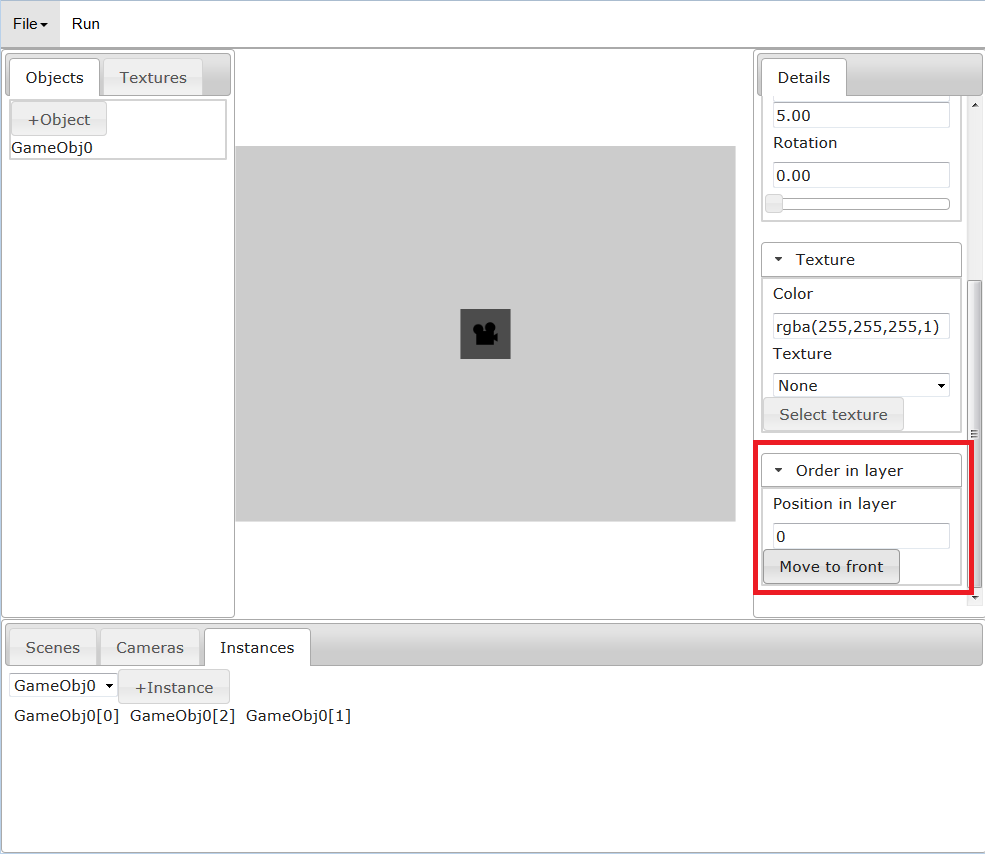 File Run
Objects Textures
+Object
GameObj0
Details
5.00
Rotation
0.00
Texture
Color
rgba(255,255,255,1)
Texture
None
Select texture
Order in layer
Position in layer
0
Move to front
Scenes Cameras Instances
GameObj0 +Instance
GameObj0[0] GameObj0[2] GameObj0[1]